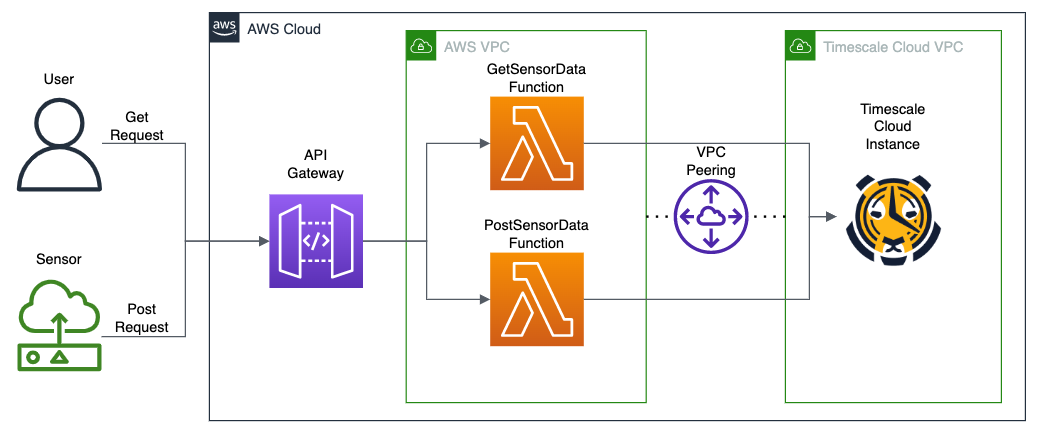 aws
AWS Cloud
AWS VPC
Timescale Cloud VPC
User
Get
Request
API
Gateway
GetSensorData
Function
VPC
Peering
Timescale
Cloud
Instance
</>
PostSensorData
Function
Sensor
Post
Request